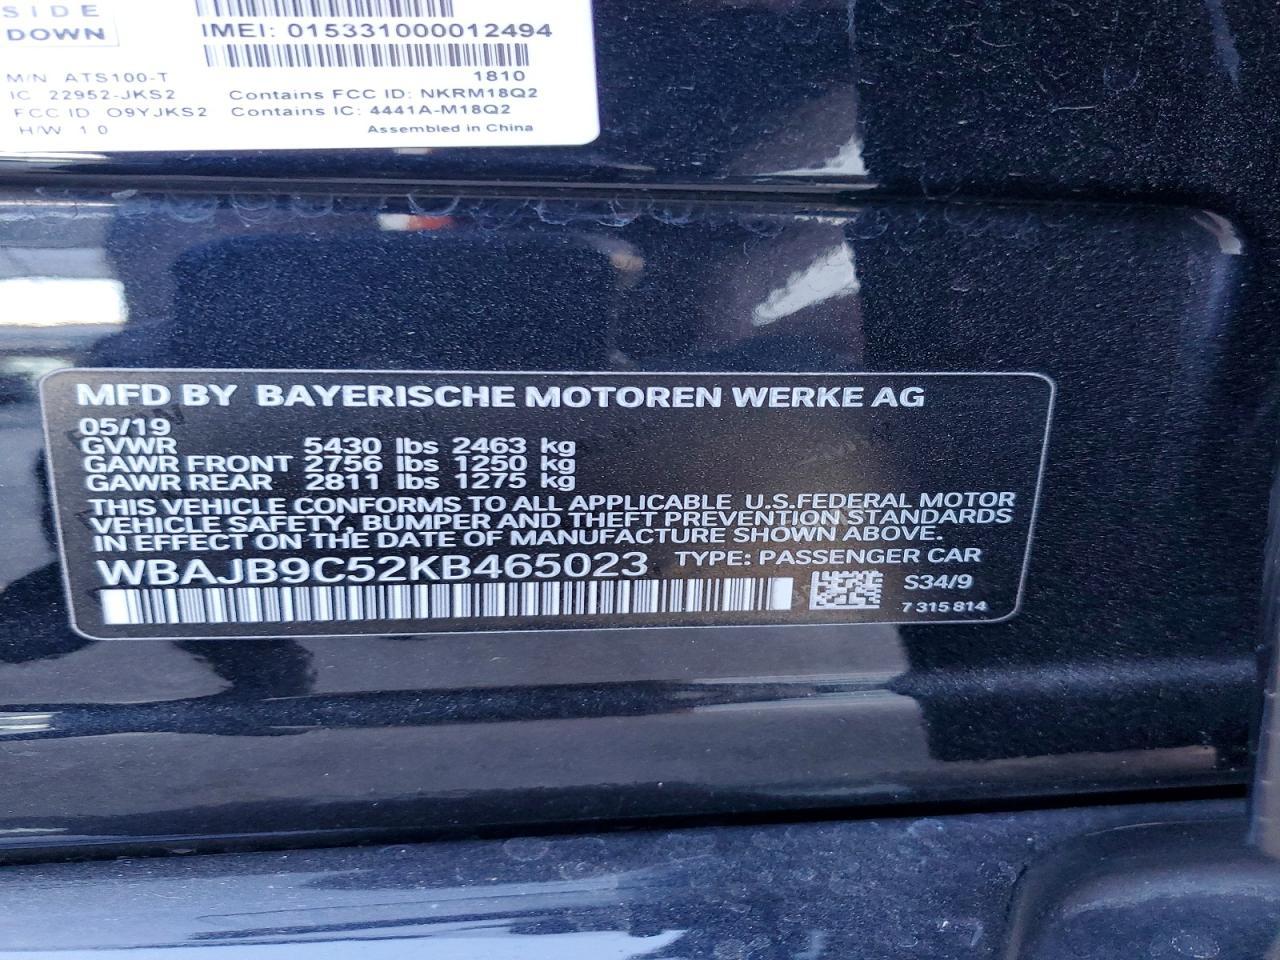 SIDE
DOWN
IMEI: 015331000012494
M/N ATS100-T 1810
IC 22952-JKS2 Contains FCC ID: NKRM18Q2
FCC ID O9YJKS2 Contains IC: 4441A-M18Q2
H/W 1 0 Assembled in China
MFD BY BAYERISCHE MOTOREN WERKE AG
05/19
GVWR 5430 lbs 2463 kg
GAWR FRONT 2756 lbs 1250 kg
GAWR REAR 2811 lbs 1275 kg
THIS VEHICLE CONFORMS TO ALL APPLICABLE U.S.FEDERAL MOTOR
VEHICLE SAFETY, BUMPER AND THEFT PREVENTION STANDARDS
IN EFFECT ON THE DATE OF MANUFACTURE SHOWN ABOVE.
WBAJB9C52KB465023 TYPE: PASSENGER CAR
S34/9
7 315 814